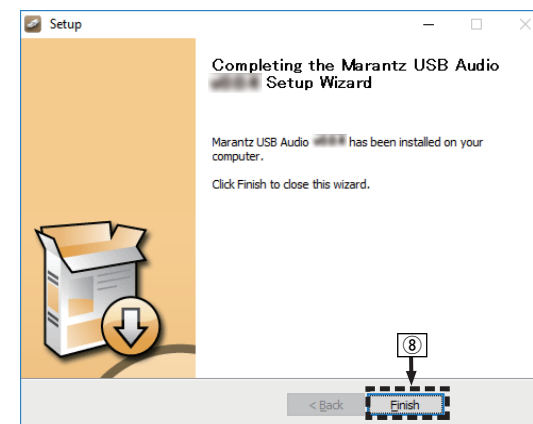 Setup
Completing the Marantz USB Audio
Setup Wizard
Marantz USB Audio has been installed on your
computer.
Click Finish to close this wizard.
⑧
< Back
Finish